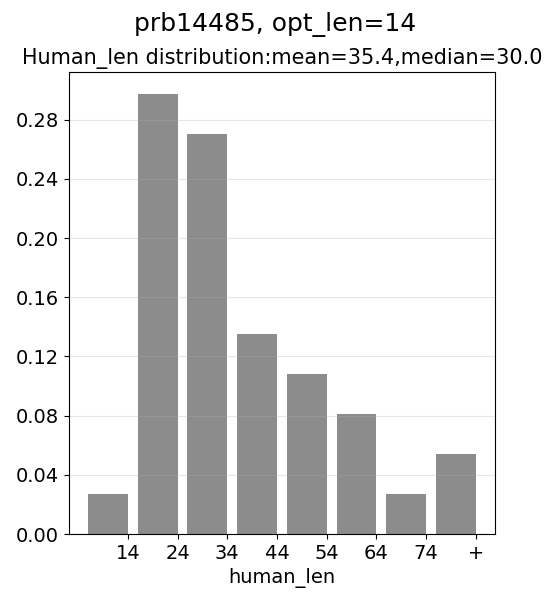 prb14485, opt_len=14
Human_len distribution:mean=35.4,median=30.0
0.28
0.24
0.20
0.16
0.12
0.08
0.04
0.00
14 24 34 44 54 64 74 +
human_len